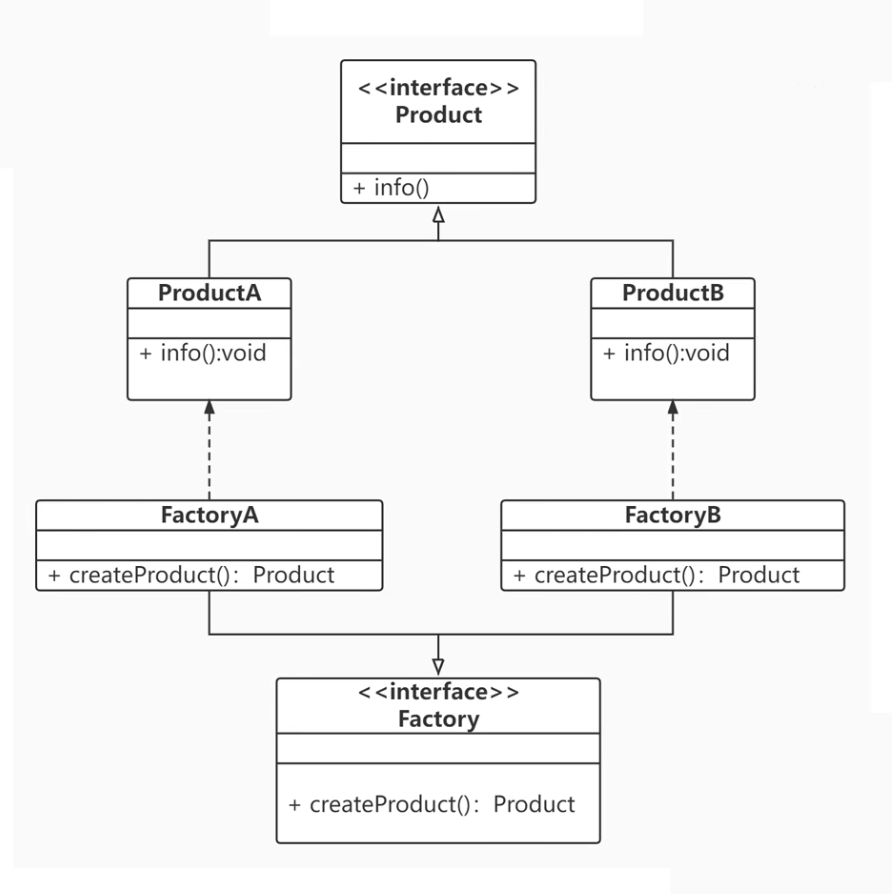 <<interface>>
Product
+ info()
ProductA
+ info():void
ProductB
+ info():void
FactoryA
+ createProduct()：Product
FactoryB
+ createProduct()：Product
<<interface>>
Factory
+ createProduct()：Product